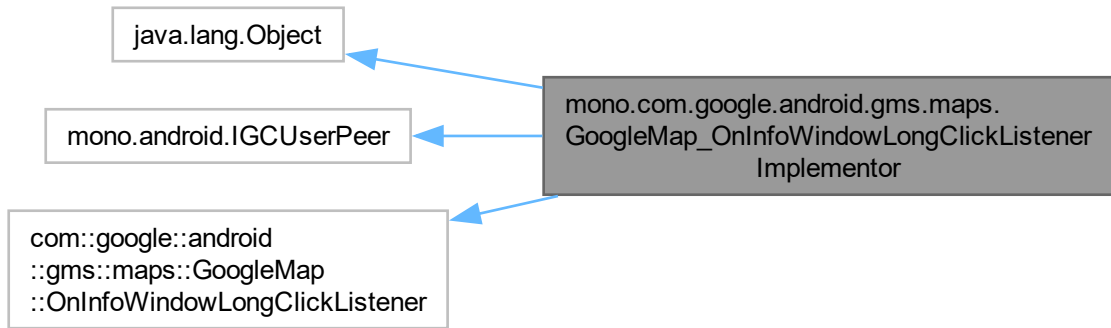 java.lang.Object
mono.android.IGCUserPeer
com::google::android
::gms::maps::GoogleMap
::OnInfoWindowLongClickListener
mono.com.google.android.gms.maps.
GoogleMap_OnInfoWindowLongClickListener
Implementor